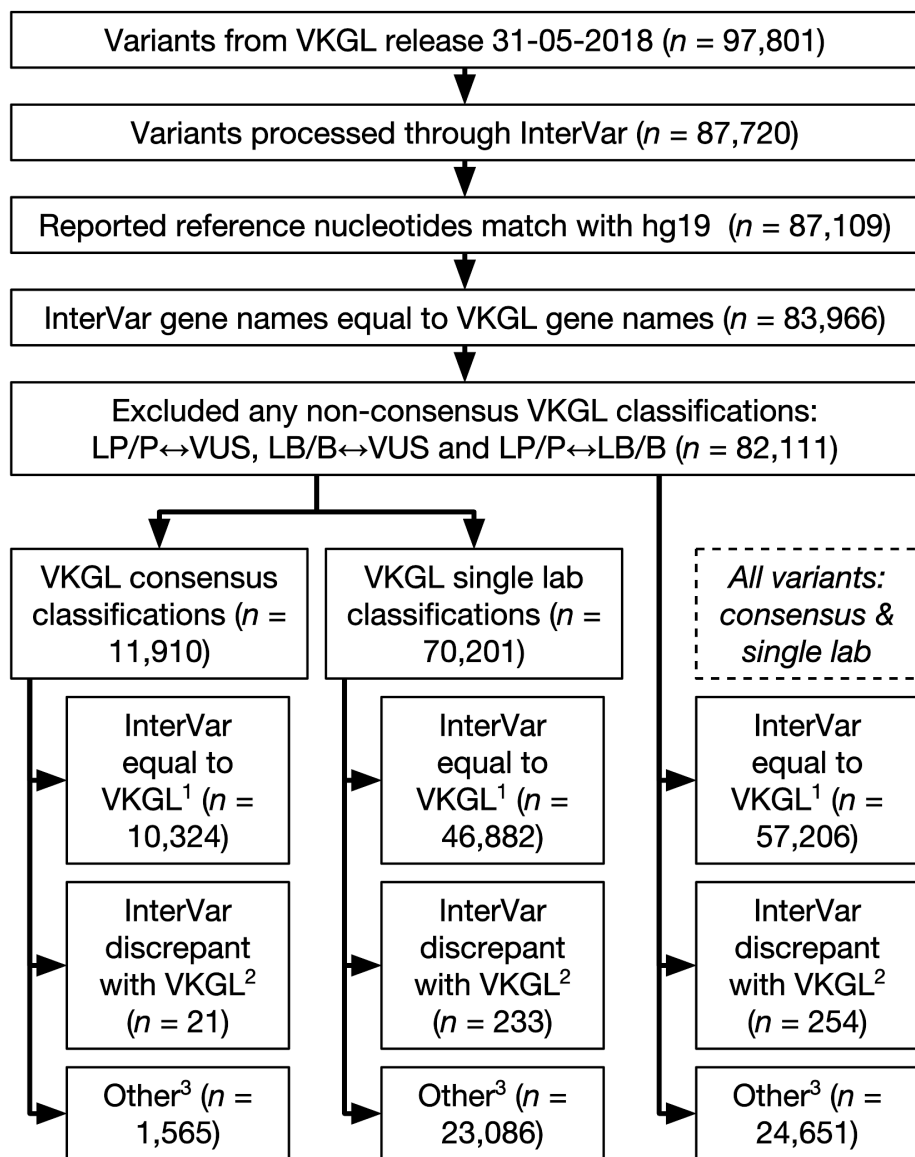 Variants from VKGL release 31-05-2018 (n = 97,801)
Variants processed through InterVar (n = 87,720)
Reported reference nucleotides match with hg19 (n = 87,109)
InterVar gene names equal to VKGL gene names (n = 83,966)
Excluded any non-consensus VKGL classifications:
LP/P↔VUS, LB/B↔VUS and LP/P↔LB/B (n = 82,111)
VKGL consensus
classifications (n =
11,910)
VKGL single lab
classifications (n =
70,201)
All variants:
consensus &
single lab
InterVar
equal to
VKGL¹ (n =
10,324)
InterVar
equal to
VKGL¹ (n =
46,882)
InterVar
equal to
VKGL¹ (n =
57,206)
InterVar
discrepant
with VKGL²
(n = 21)
InterVar
discrepant
with VKGL²
(n = 233)
InterVar
discrepant
with VKGL²
(n = 254)
Other³ (n =
1,565)
Other³ (n =
23,086)
Other³ (n =
24,651)